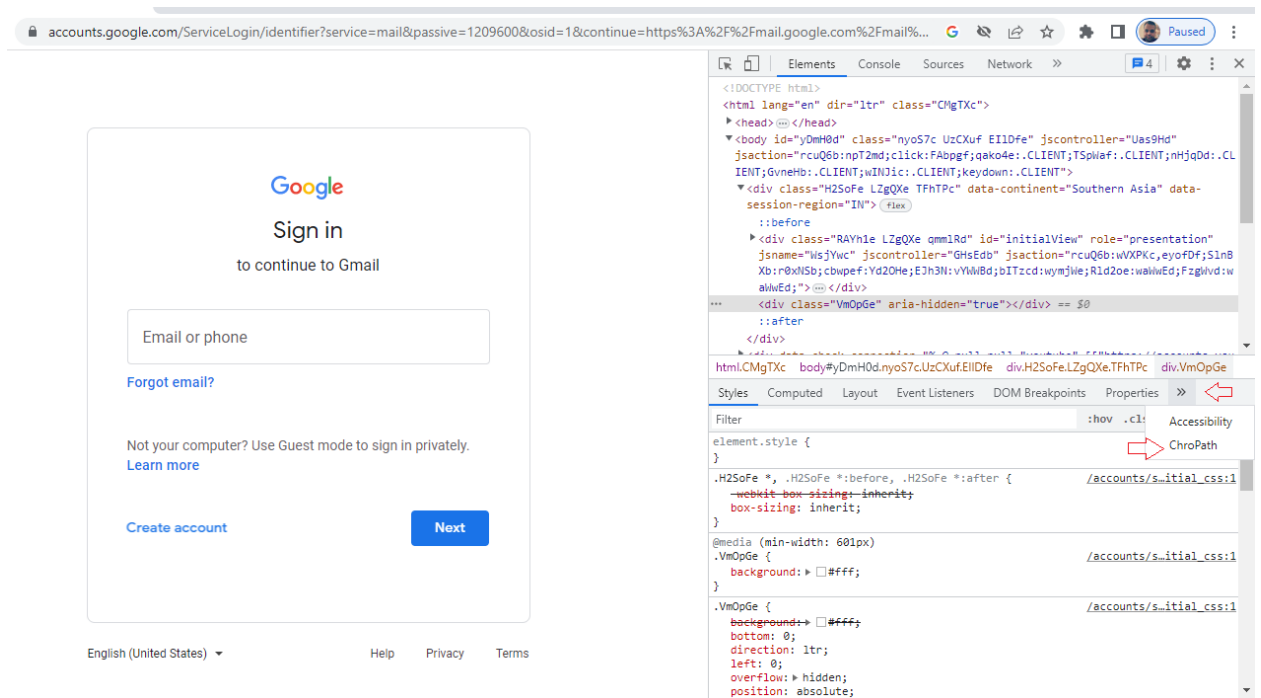 accounts.google.com/ServiceLogin/identifier?service=mail&passive=1209600&osid=1&continue=https%3A%2F%2Fmail.google.com%2Fmail%...
Paused
Google
Sign in
to continue to Gmail
Email or phone
Forgot email?
Not your computer? Use Guest mode to sign in privately.
Learn more
Create account
Next
English (United States)
Help
Privacy
Terms
Elements Console Sources Network » 4
<!DOCTYPE html>
<html lang="en" dir="ltr" class="CMgTXc">
<head>…</head>
<body id="yDmH0d" class="nyoS7c UzCXuf EIlDfe" jscontroller="Uas9Hd"
jsaction="rcuQ6b:npT2md;click:FAbpgf;qako4e:.CLIENT;TSpWaf:.CLIENT;nHjqDd:.CL
IENT;GvneHb:.CLIENT;wINJic:.CLIENT;keydown:.CLIENT">
<div class="H2SoFe LZgQXe TFhTPc" data-continent="Southern Asia" data-
session-region="IN"> flex
::before
<div class="RAYh1e LZgQXe qmmlRd" id="initialView" role="presentation"
jsname="WsjYwc" jscontroller="GHsEdb" jsaction="rcuQ6b:wVXPKc,eyofDf;SlnB
Xb:r0xNSb;cbwpef:Yd2OHe;EJh3N:vYWWBd;bITzcd:wymjWe;Rld2oe:waWwEd;FzgWvd:w
aWwEd;">…</div>
<div class="VmOpGe" aria-hidden="true"></div> == $0
::after
</div>
html.CMgTXc body#yDmH0d.nyoS7c.UzCXuf.EIlDfe div.H2SoFe.LZgQXe.TFhTPc div.VmOpGe
Styles Computed Layout Event Listeners DOM Breakpoints Properties »
Filter :hov .cls
Accessibility
ChroPath
element.style {
}
.H2SoFe *, .H2SoFe *:before, .H2SoFe *:after { /accounts/s…itial_css:1
-webkit-box-sizing: inherit;
box-sizing: inherit;
}
@media (min-width: 601px)
.VmOpGe { /accounts/s…itial_css:1
background: #fff;
}
.VmOpGe { /accounts/s…itial_css:1
background: #fff;
bottom: 0;
direction: ltr;
left: 0;
overflow: hidden;
position: absolute;